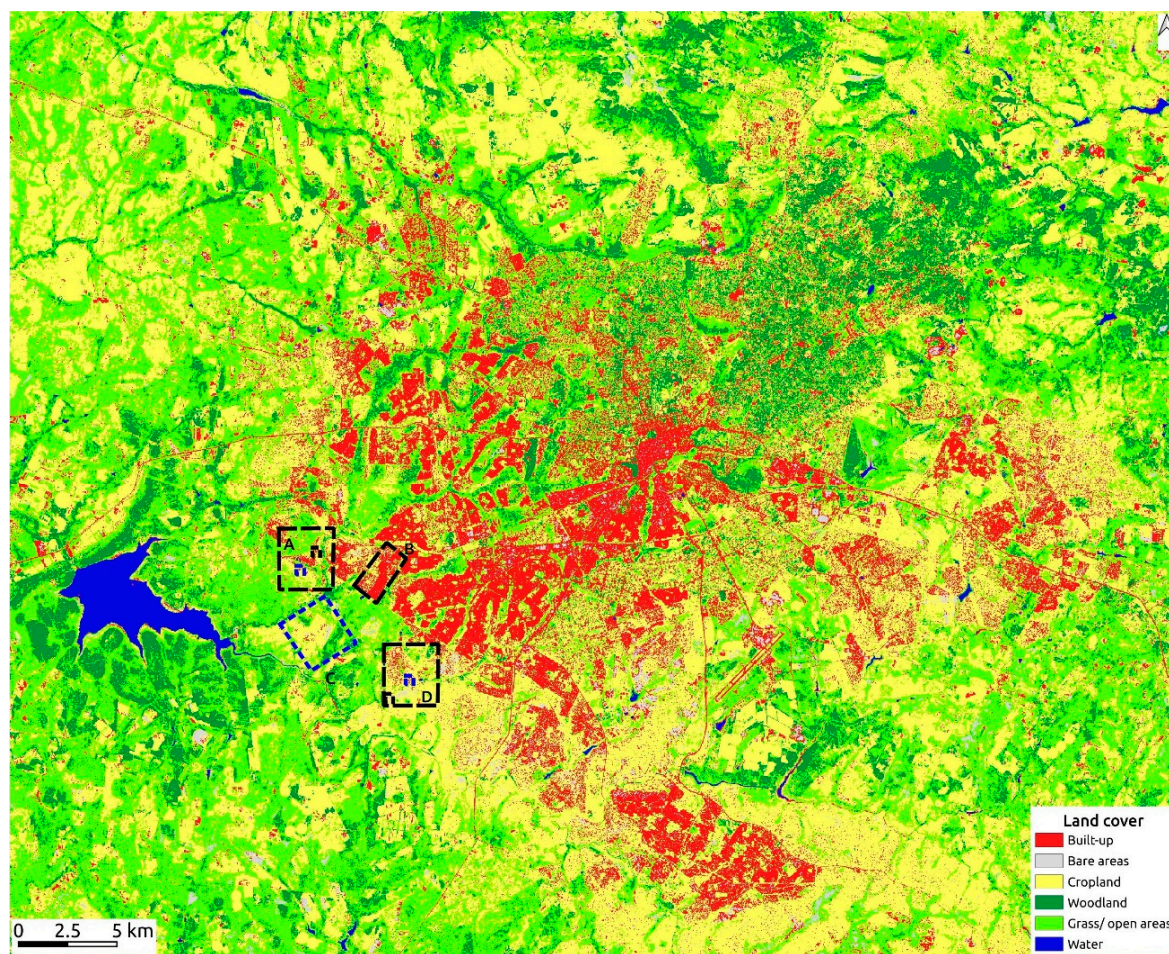 A
B
C
D
Land cover
Built-up
Bare areas
Cropland
Woodland
Grass/ open areas
Water
0 2.5 5 km